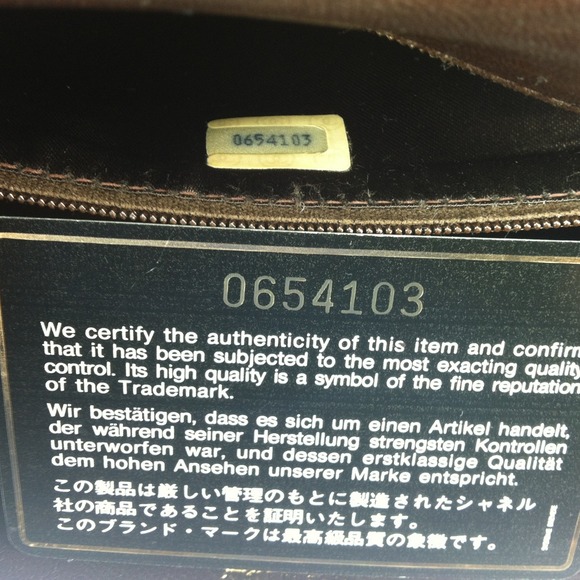 0654103
0654103
We certify the authenticity of this item and confirm
that it has been subjected to the most exacting quality
control. Its high quality is a symbol of the fine reputation
of the Trademark.
Wir bestätigen, dass es sich um einen Artikel handelt,
der während seiner Herstellung strengsten Kontrollen
unterworfen war, und dessen erstklassige Qualität
dem hohen Ansehen unserer Marke entspricht.
この製品は厳しい管理のもとに製造されたシャネル
社の商品であることを証明いたします。
このブランド・マークは最高級品質の象徴です。